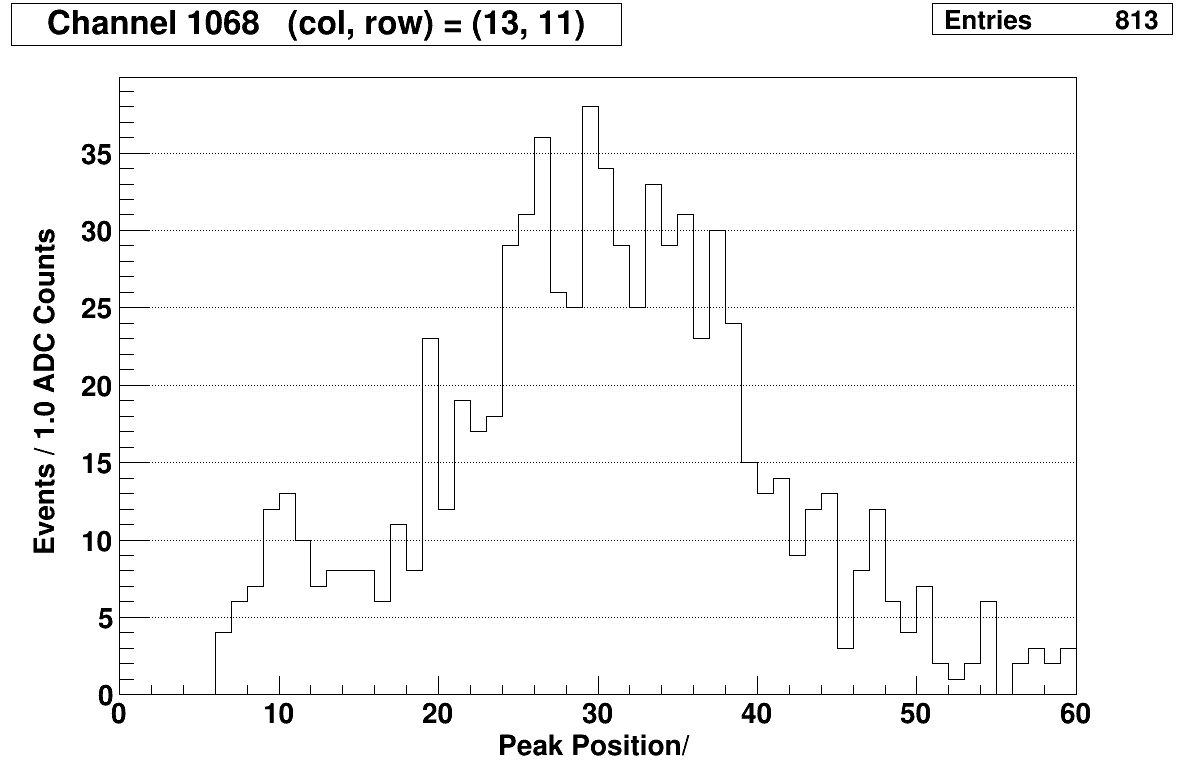 Channel 1068 (col, row) = (13, 11)
Entries 813
Events / 1.0 ADC Counts
35
30
25
20
15
10
5
0
0 10 20 30 40 50 60
Peak Position/